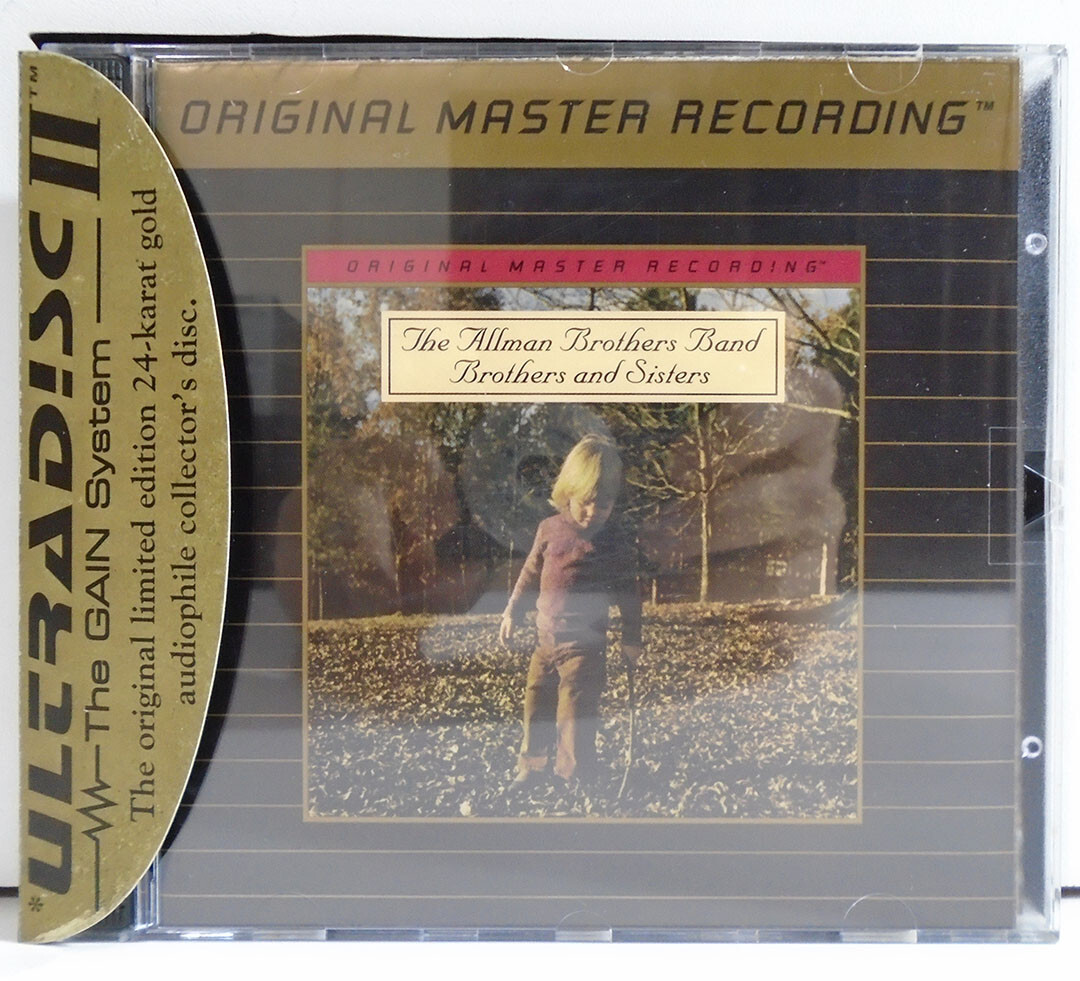 ORIGINAL MASTER RECORDING™
ORIGINAL MASTER RECORDING™
The Allman Brothers Band
Brothers and Sisters
*ULTRADISC II™
The GAIN System
The original limited edition 24-karat gold
audiophile collector's disc.